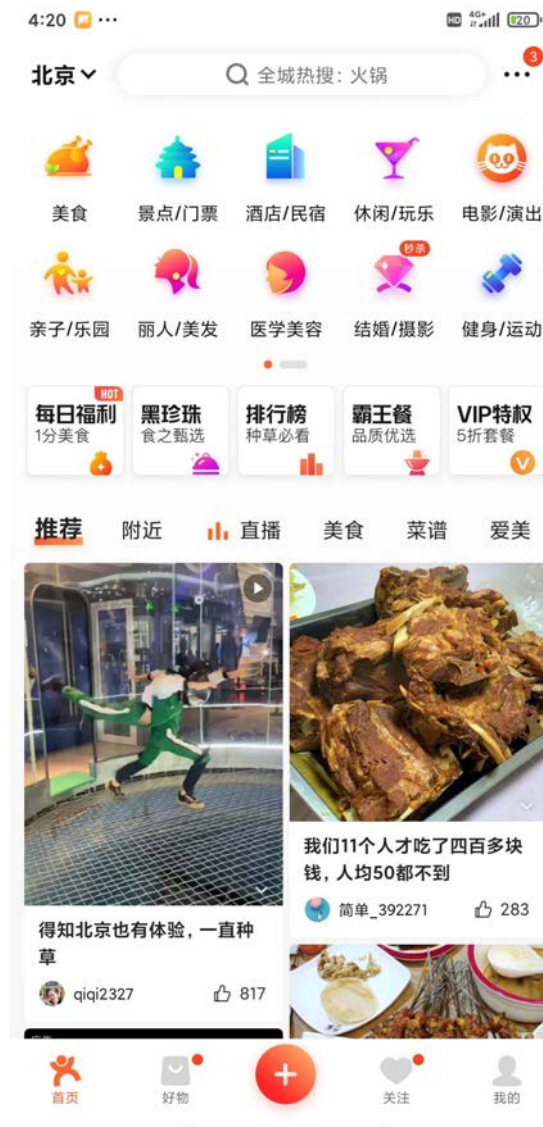 4:20
HD 4G+ 20
北京
全城热搜：火锅
3
美食
景点/门票
酒店/民宿
休闲/玩乐
电影/演出
秒杀
亲子/乐园
丽人/美发
医学美容
结婚/摄影
健身/运动
HOT
每日福利
1分美食
黑珍珠
食之甄选
排行榜
种草必看
霸王餐
品质优选
VIP特权
5折套餐
推荐
附近
直播
美食
菜谱
爱美
得知北京也有体验，一直种
草
qiqi2327
817
我们11个人才吃了四百多块
钱，人均50都不到
简单_392271
283
首页
好物
关注
我的